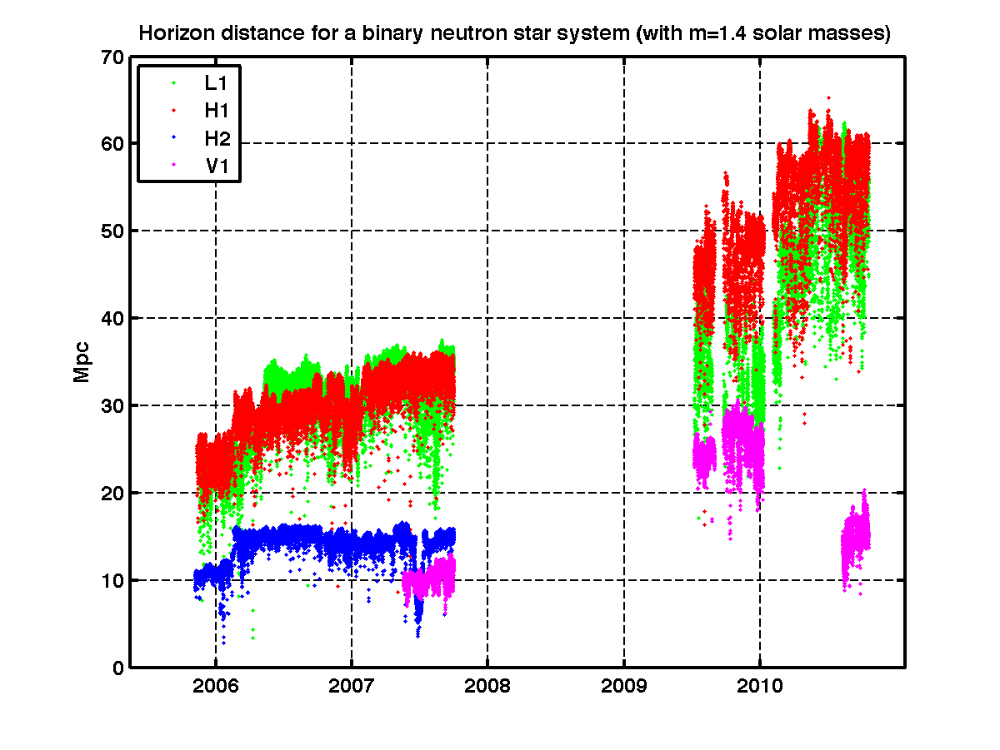 Horizon distance for a binary neutron star system (with m=1.4 solar masses)
70
60
50
40
30
20
10
0
Mpc
L1
H1
H2
V1
2006 2007 2008 2009 2010